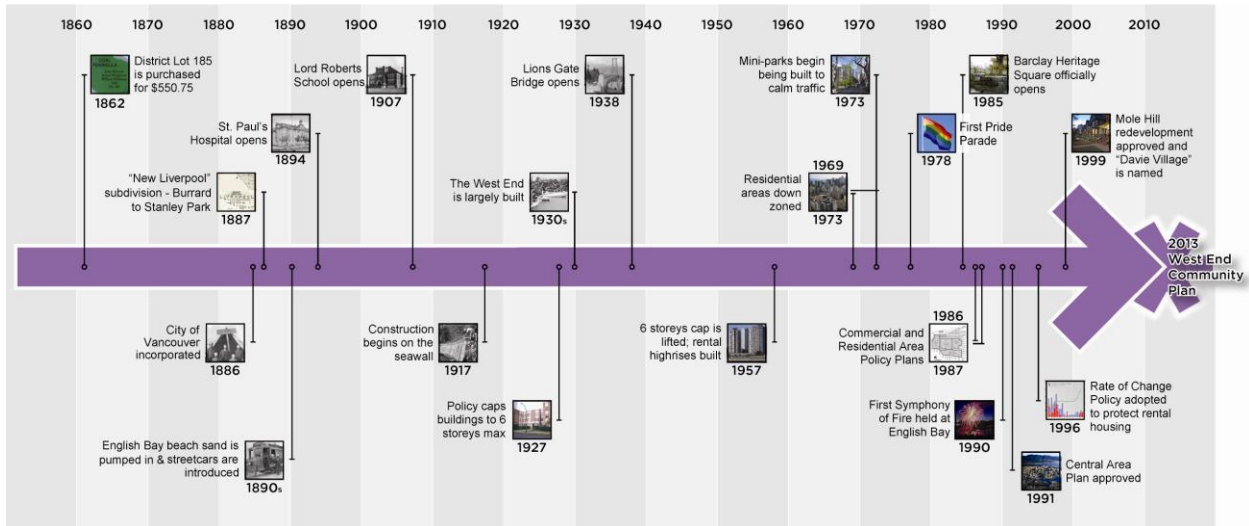 1860 1870 1880 1890 1900 1910 1920 1930 1940 1950 1960 1970 1980 1990 2000 2010
District Lot 185
is purchased
for $550.75
1862
St. Paul's
Hospital opens
1894
"New Liverpool"
subdivision - Burrard
to Stanley Park
1887
Lord Roberts
School opens
1907
Lions Gate
Bridge opens
1938
The West End
is largely built
1930s
Mini-parks begin
being built to
calm traffic
1973
1969
Residential
areas down
zoned
1973
First Pride
Parade
1978
Barclay Heritage
Square officially
opens
1985
Mole Hill
redevelopment
approved and
"Davie Village"
is named
1999
2013
West End
Community
Plan
City of
Vancouver
incorporated
1886
English Bay beach sand is
pumped in & streetcars are
introduced
1890s
Construction
begins on the
seawall
1917
Policy caps
buildings to 6
storeys max
1927
6 storeys cap is
lifted; rental
highrises built
1957
1986
Commercial and
Residential Area
Policy Plans
1987
First Symphony
of Fire held at
English Bay
1990
Central Area
Plan approved
1991
Rate of Change
Policy adopted
to protect rental
housing
1996